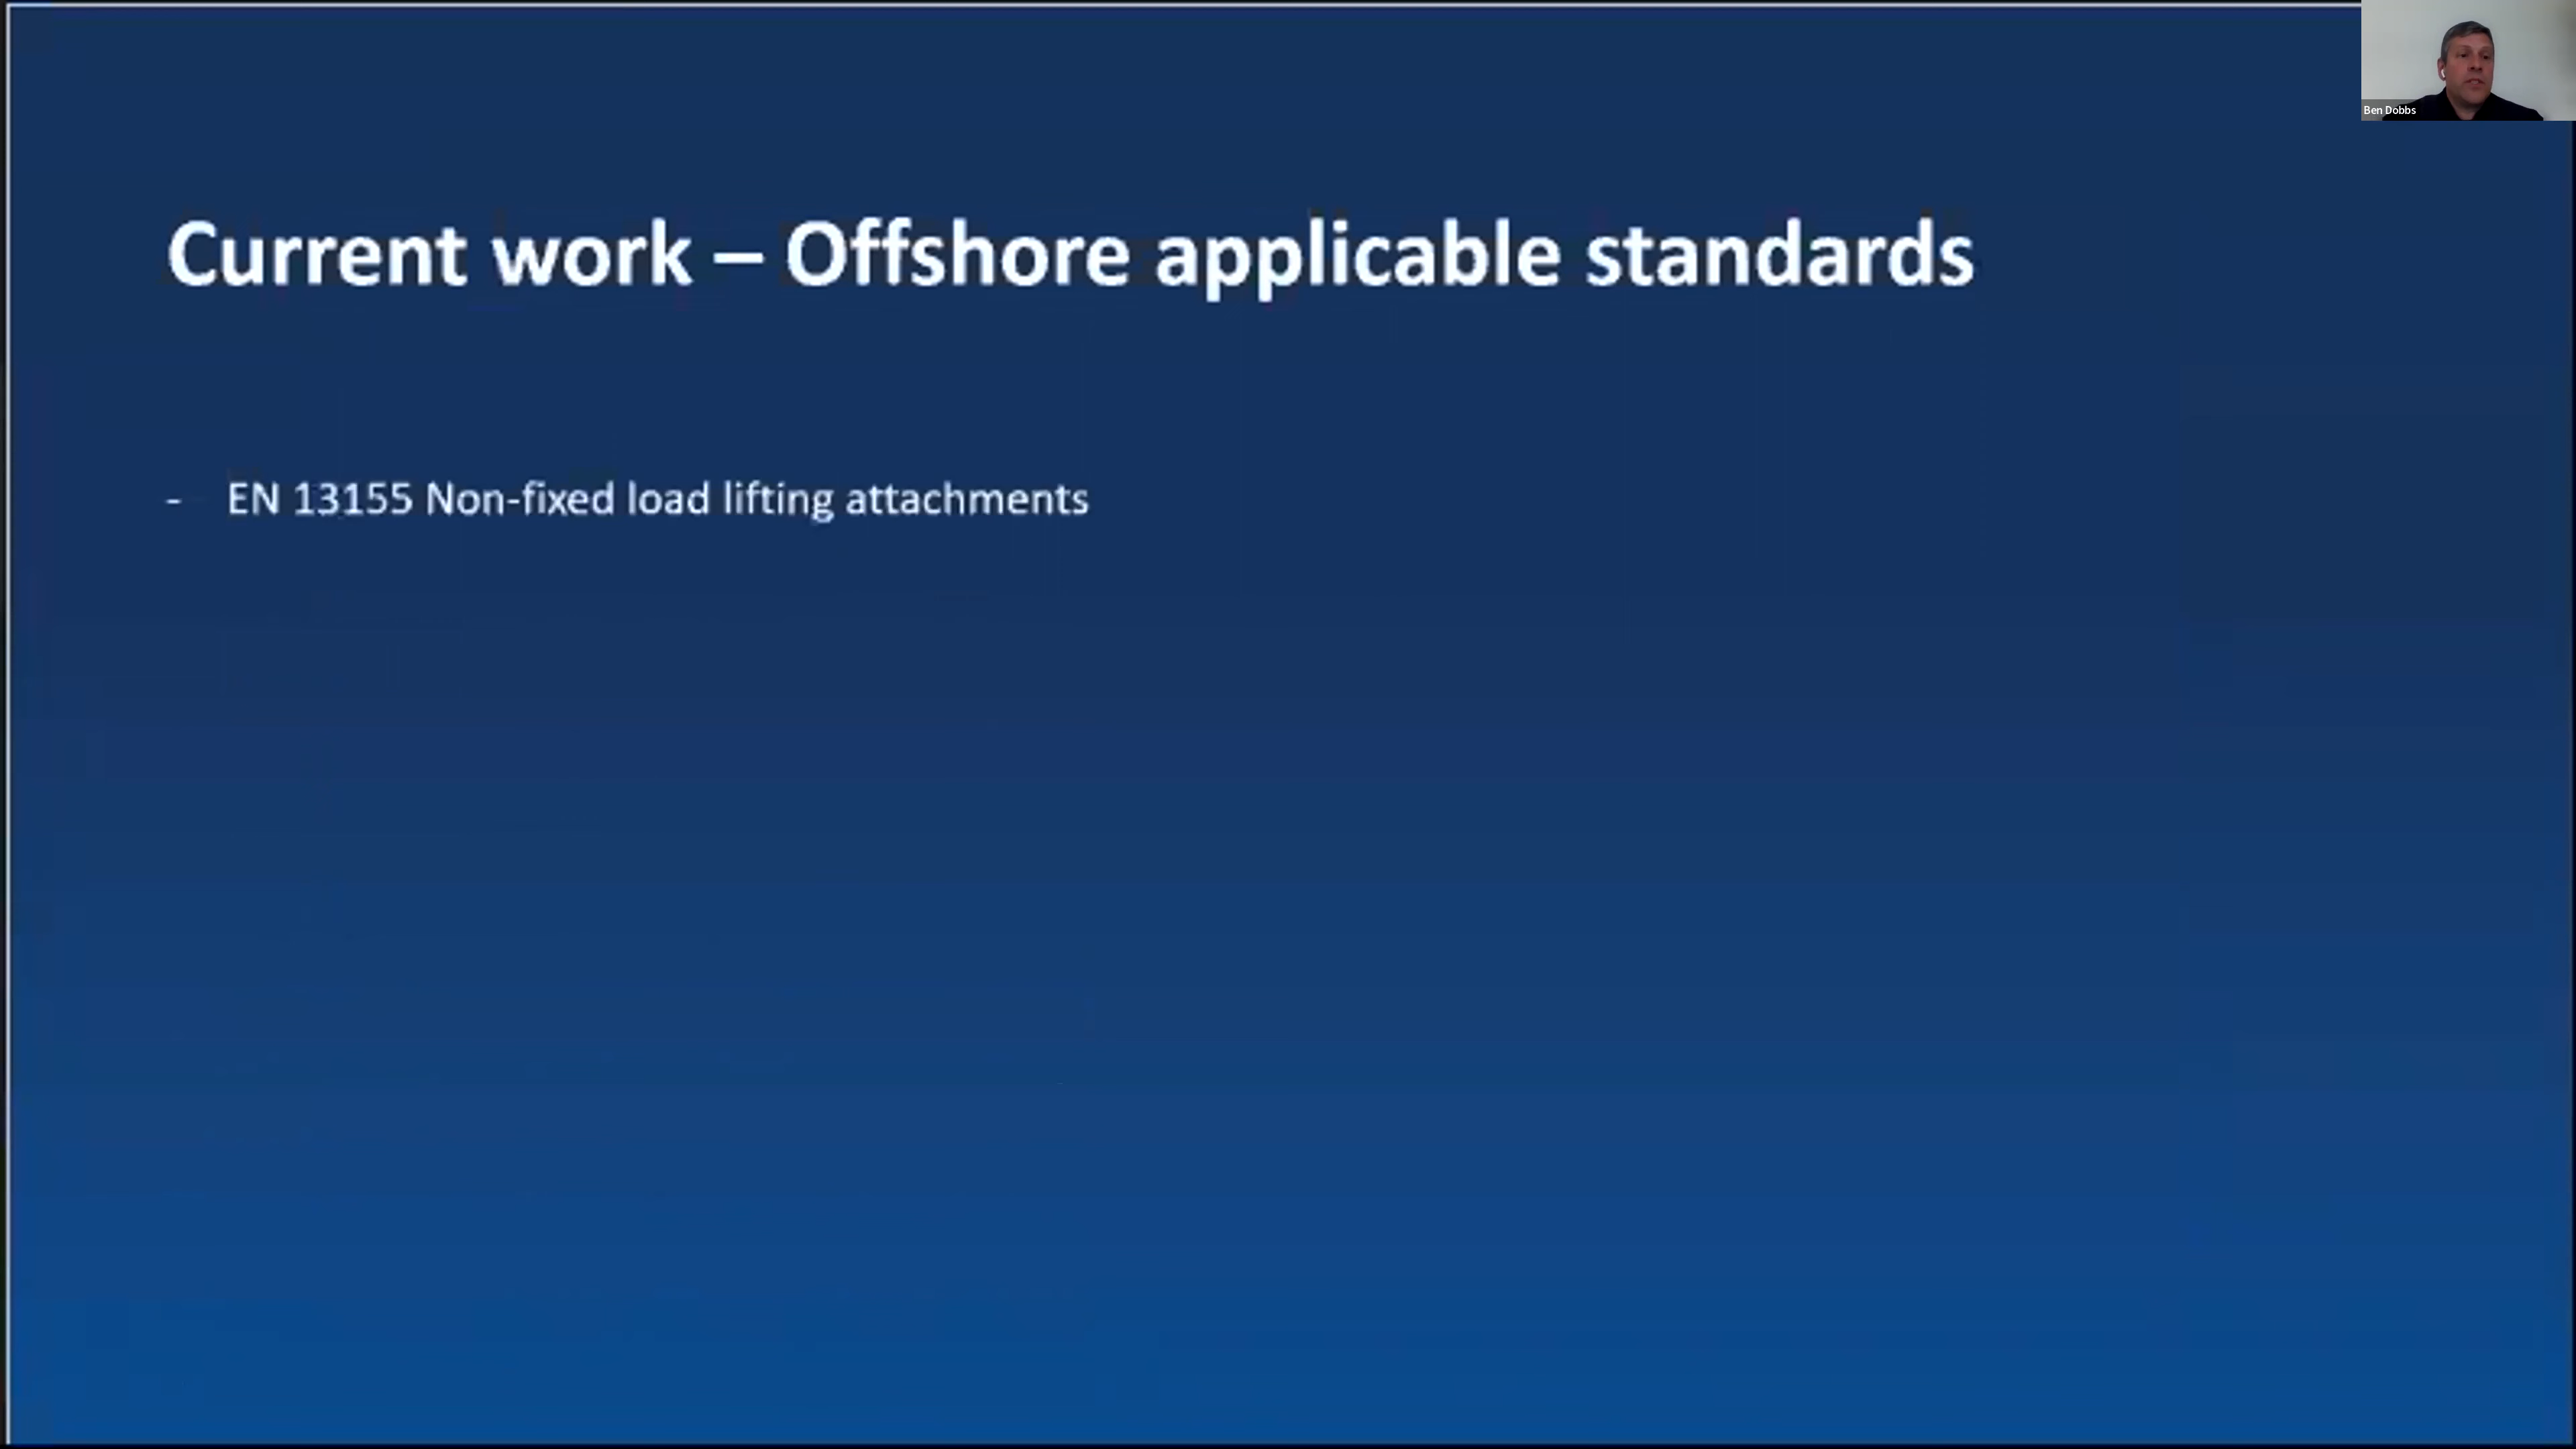 Ben Dobbs
Current work – Offshore applicable standards
- EN 13155 Non-fixed load lifting attachments